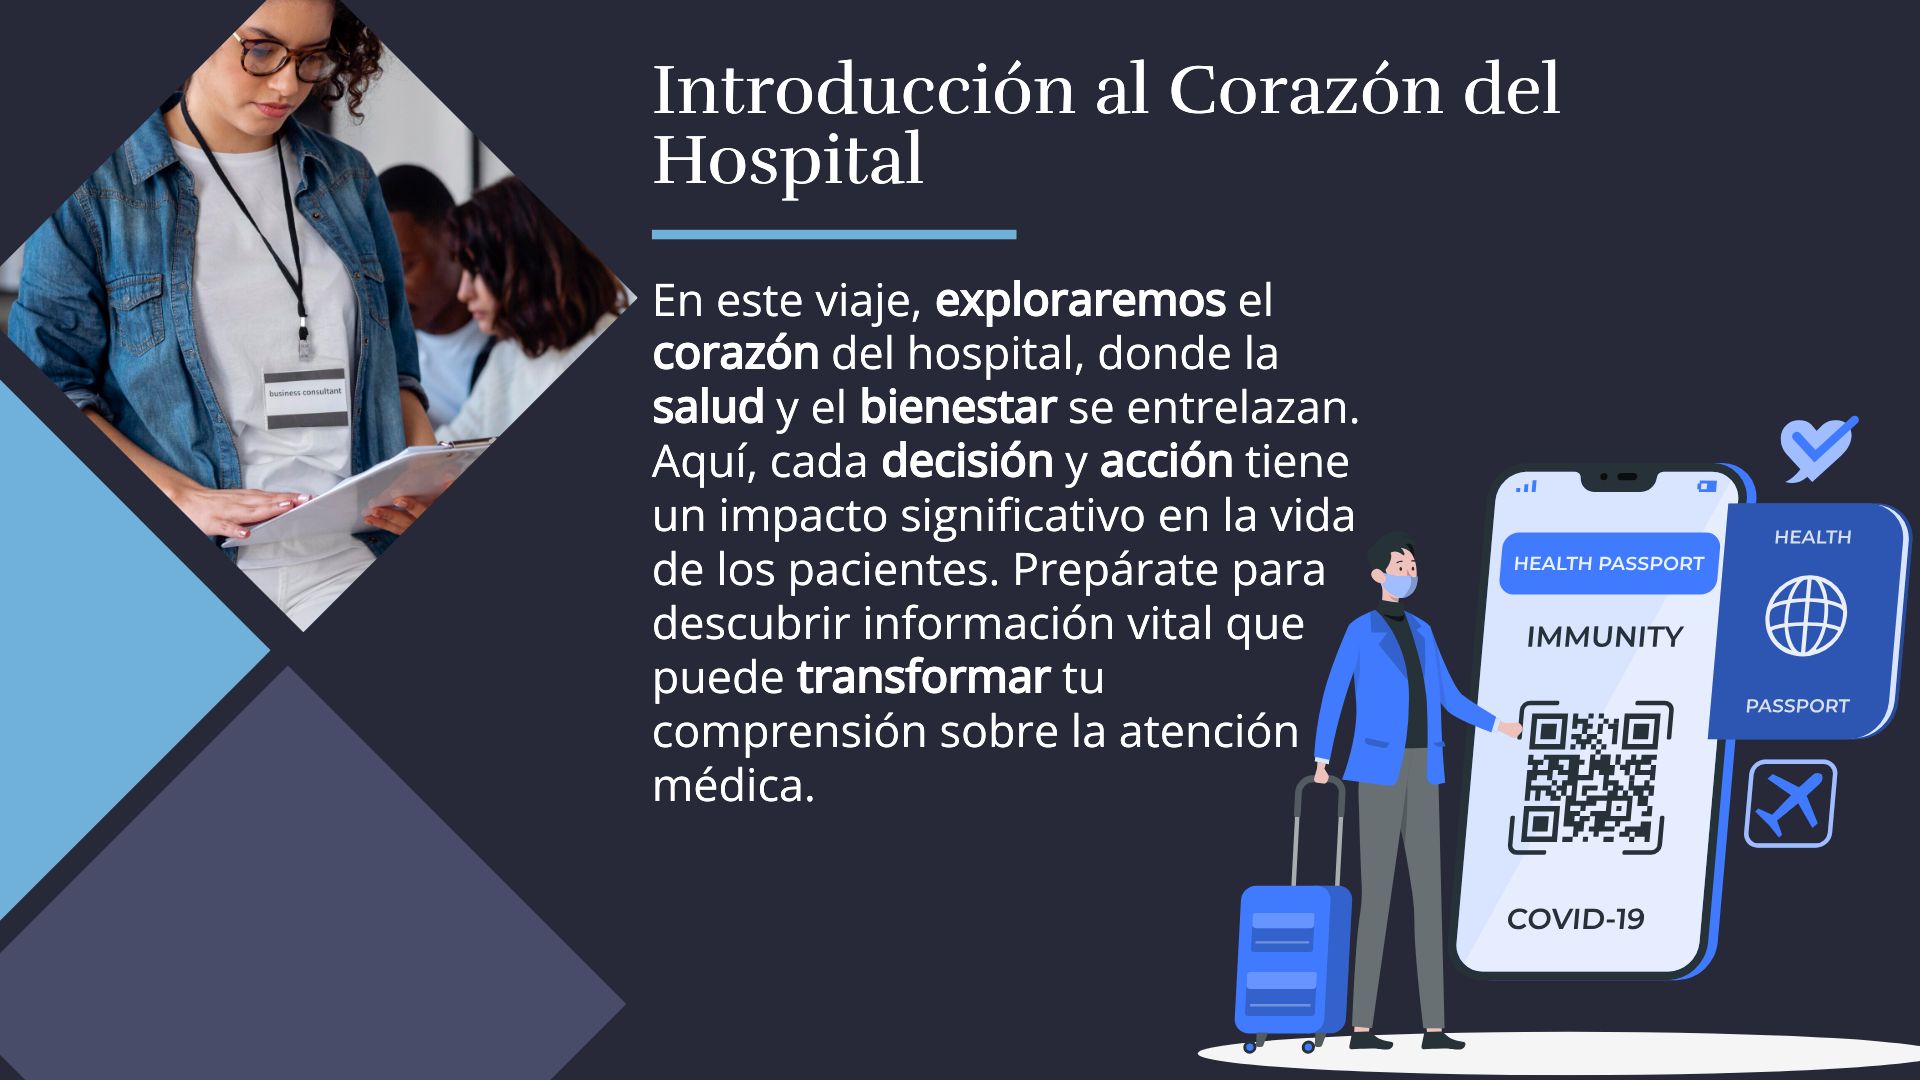 Introducción al Corazón del
Hospital
En este viaje, exploraremos el
corazón del hospital, donde la
salud y el bienestar se entrelazan.
Aquí, cada decisión y acción tiene
un impacto significativo en la vida
de los pacientes. Prepárate para
descubrir información vital que
puede transformar tu
comprensión sobre la atención
médica.
business consultant
HEALTH PASSPORT
IMMUNITY
COVID-19
HEALTH
PASSPORT